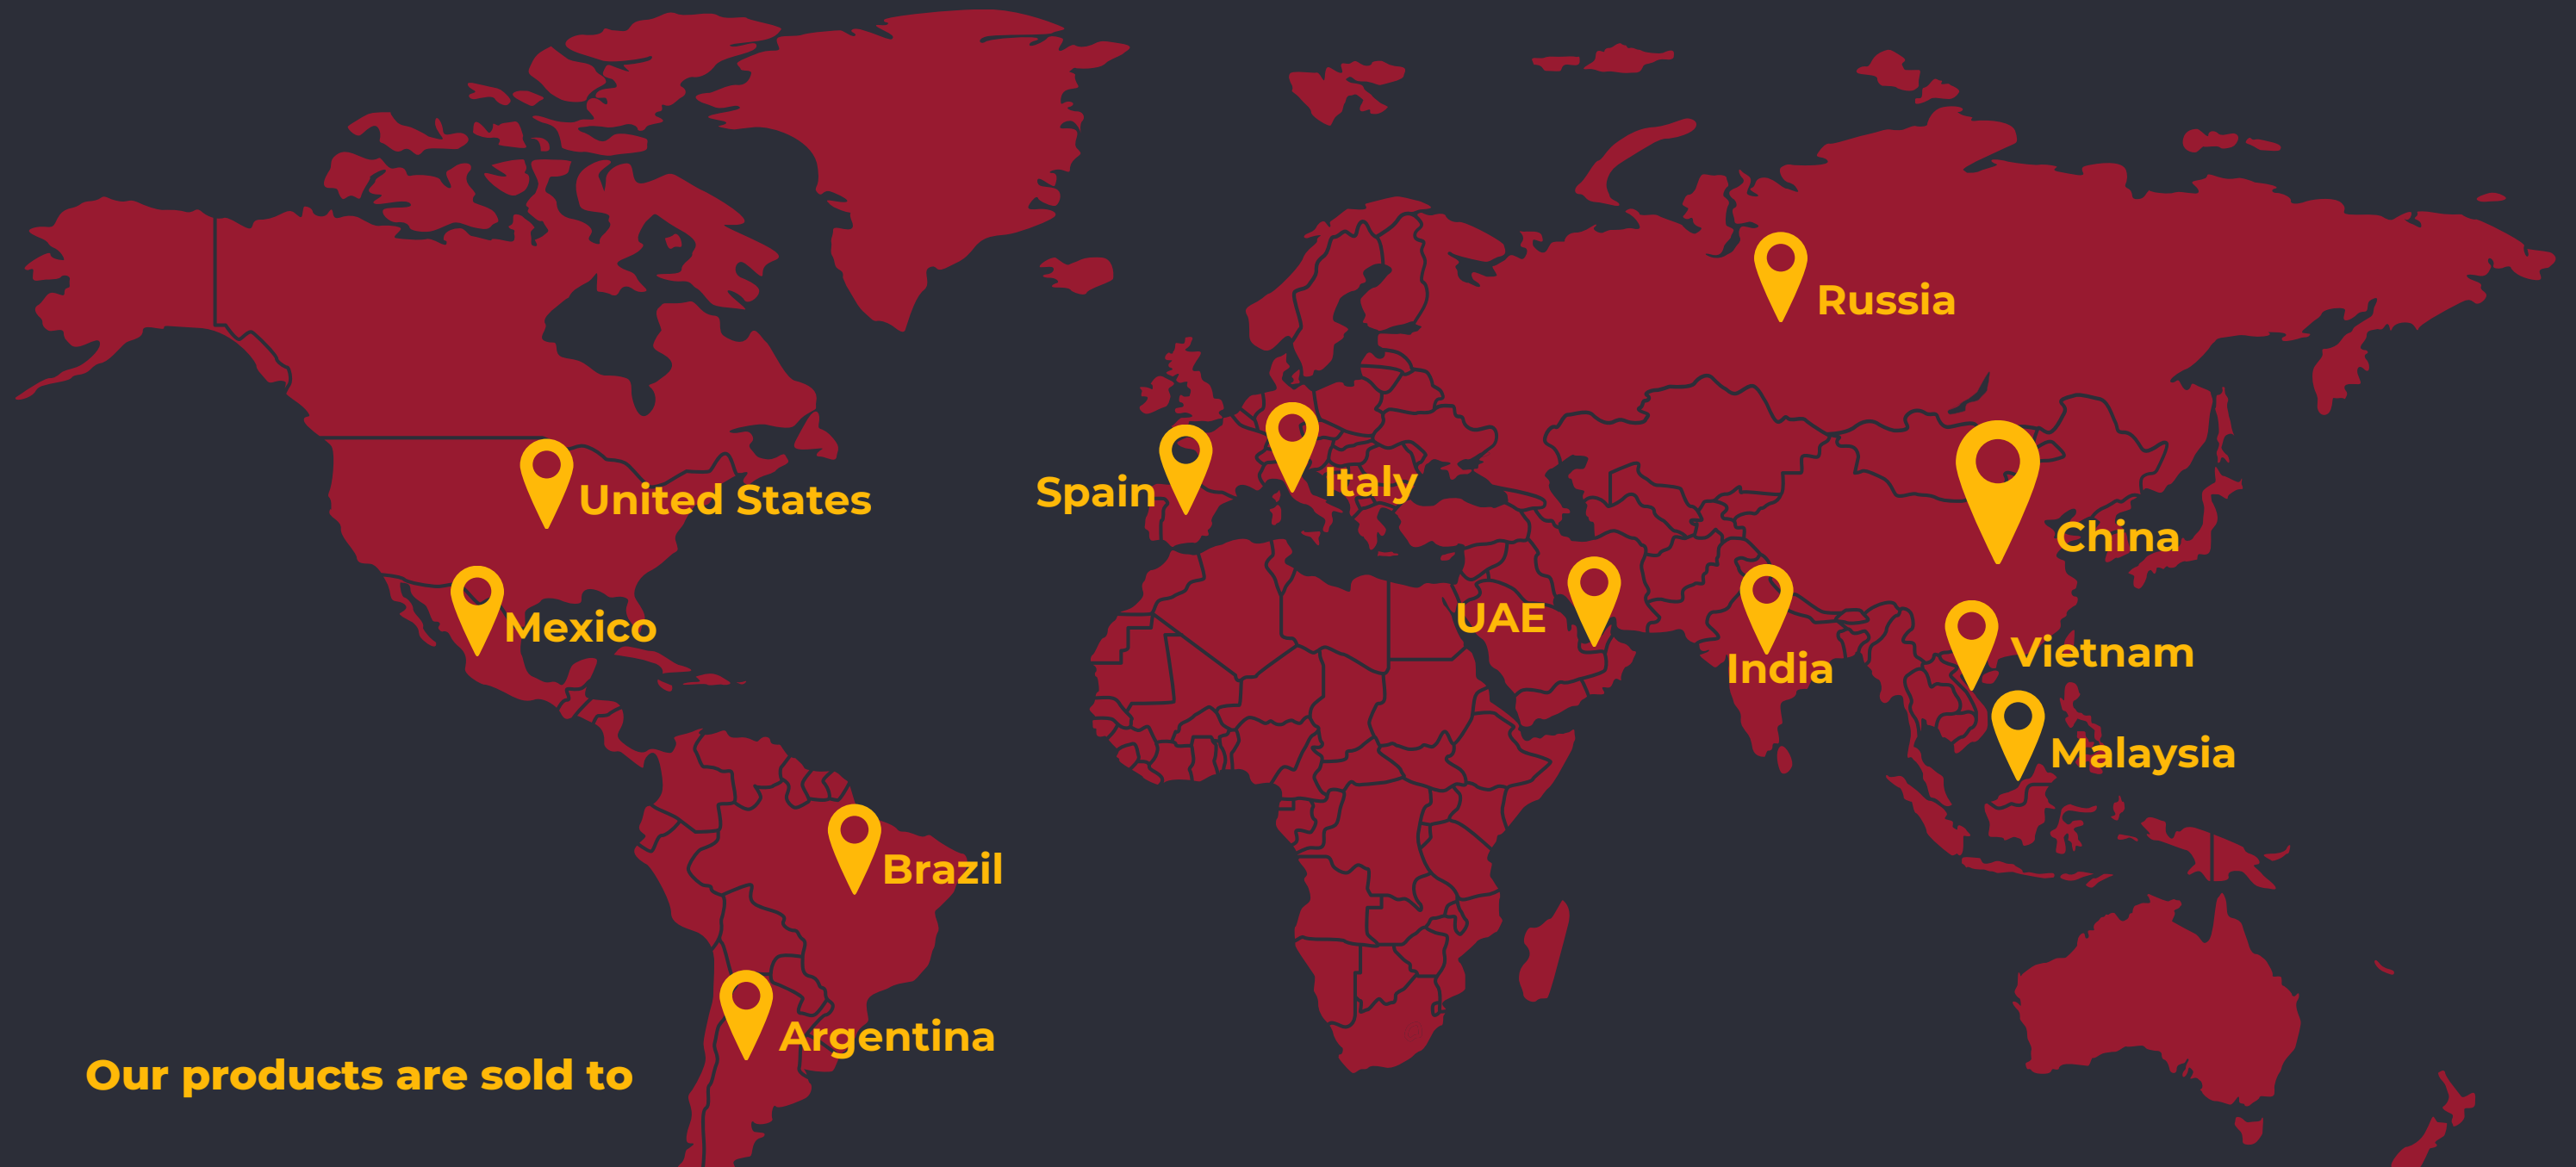 Russia
Italy
Spain
United States
China
UAE
Mexico
Vietnam
India
Malaysia
Brazil
Argentina
Our products are sold to